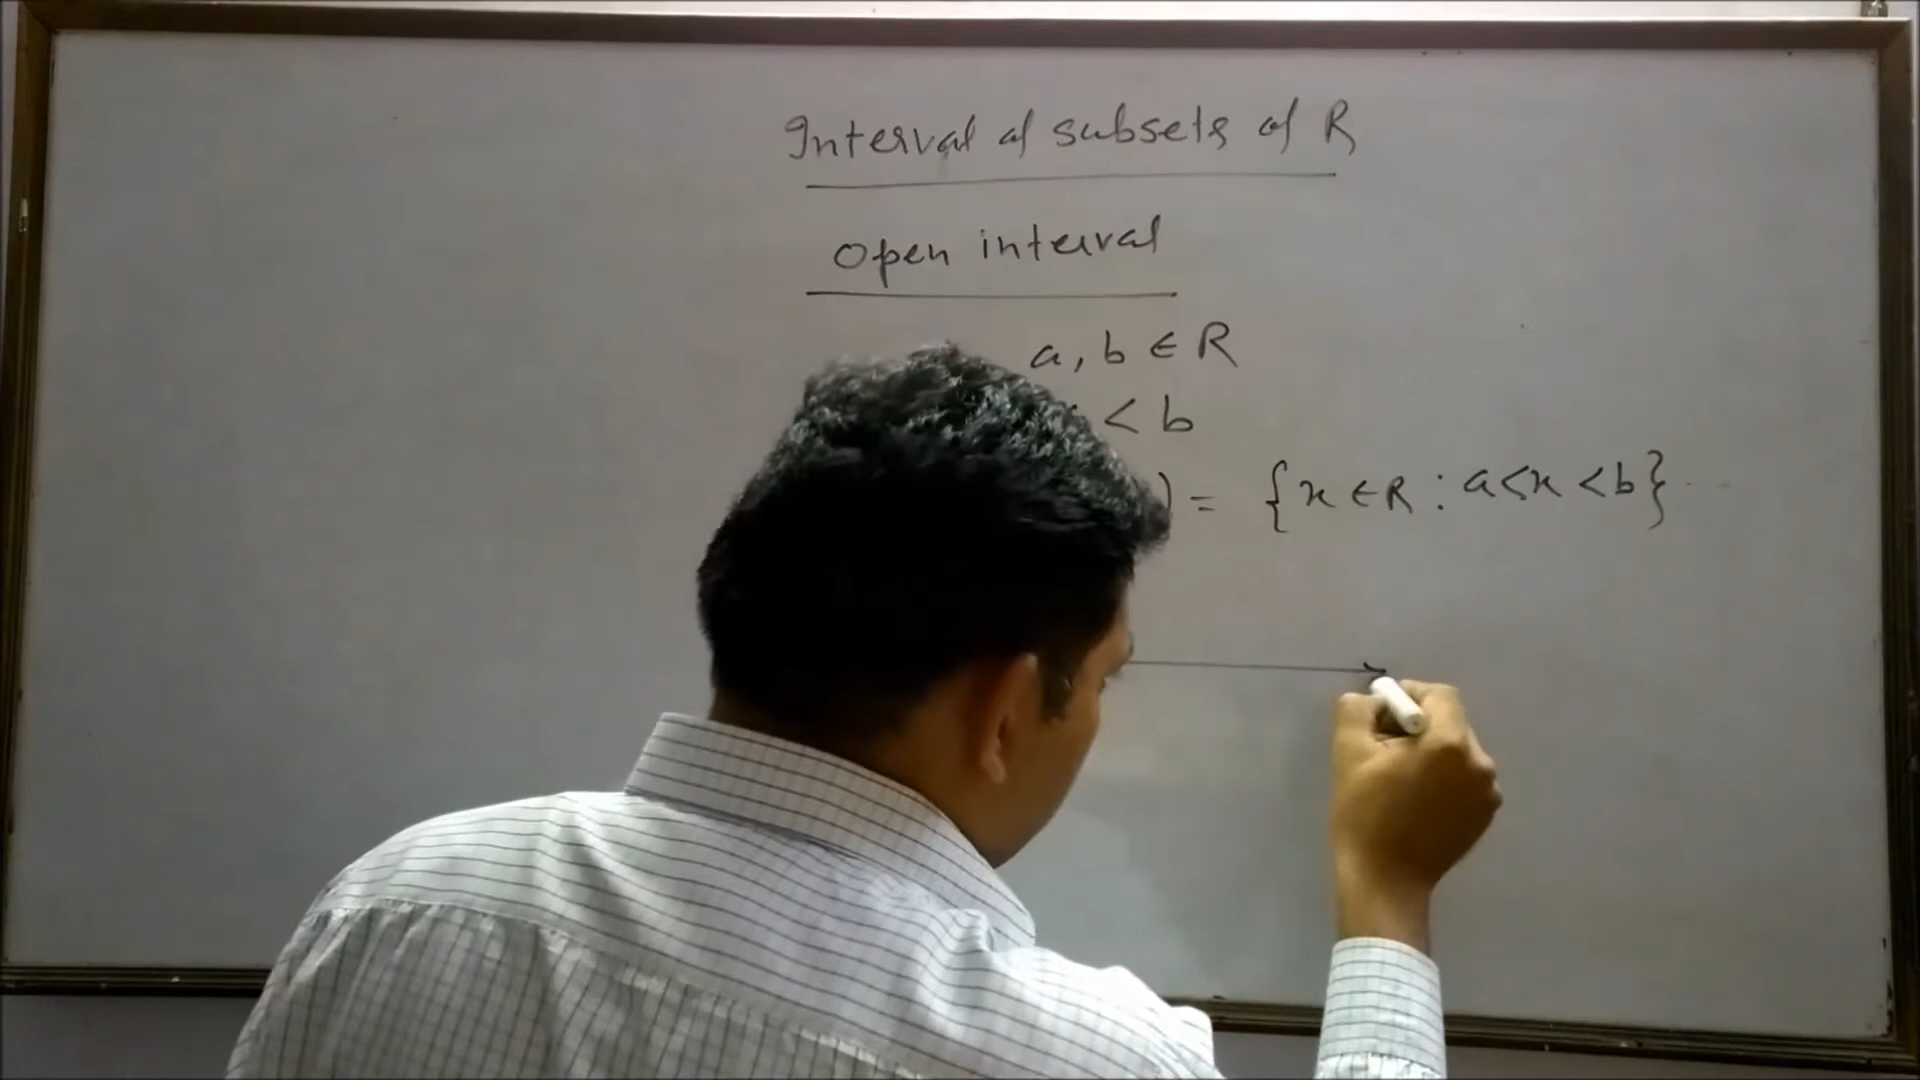 Interval of subsets of R
Open interval
a, b ∈ R
< b
) = {x ∈ R : a < x < b}